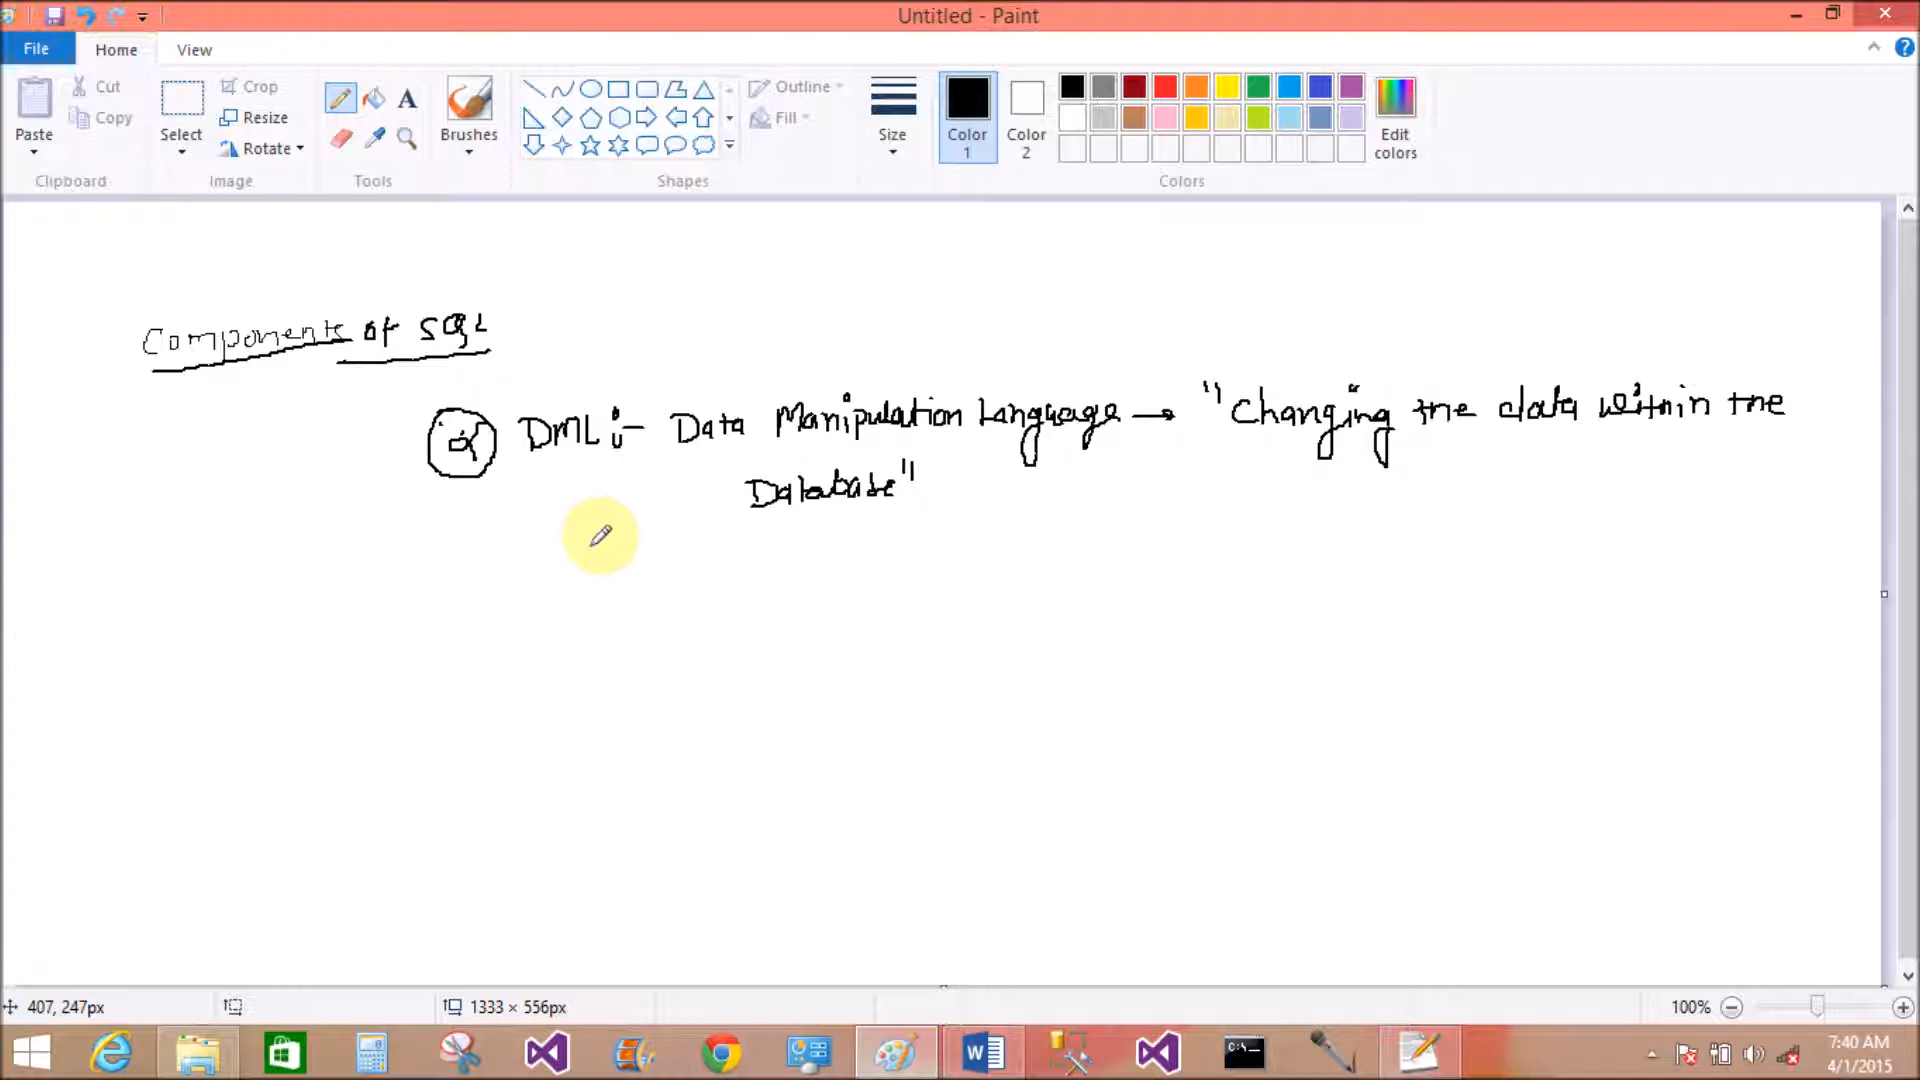 Untitled - Paint
File Home View
Paste Cut Copy Select Crop Resize Rotate Brushes Outline Fill Size Color 1 Color 2 Edit colors
Clipboard Image Tools Shapes Colors
Components of SQL
DML :- Data Manipulation Language → "Changing the data within the
Database"
407, 247px 1333 × 556px 100%
C:\_
7:40 AM
4/1/2015